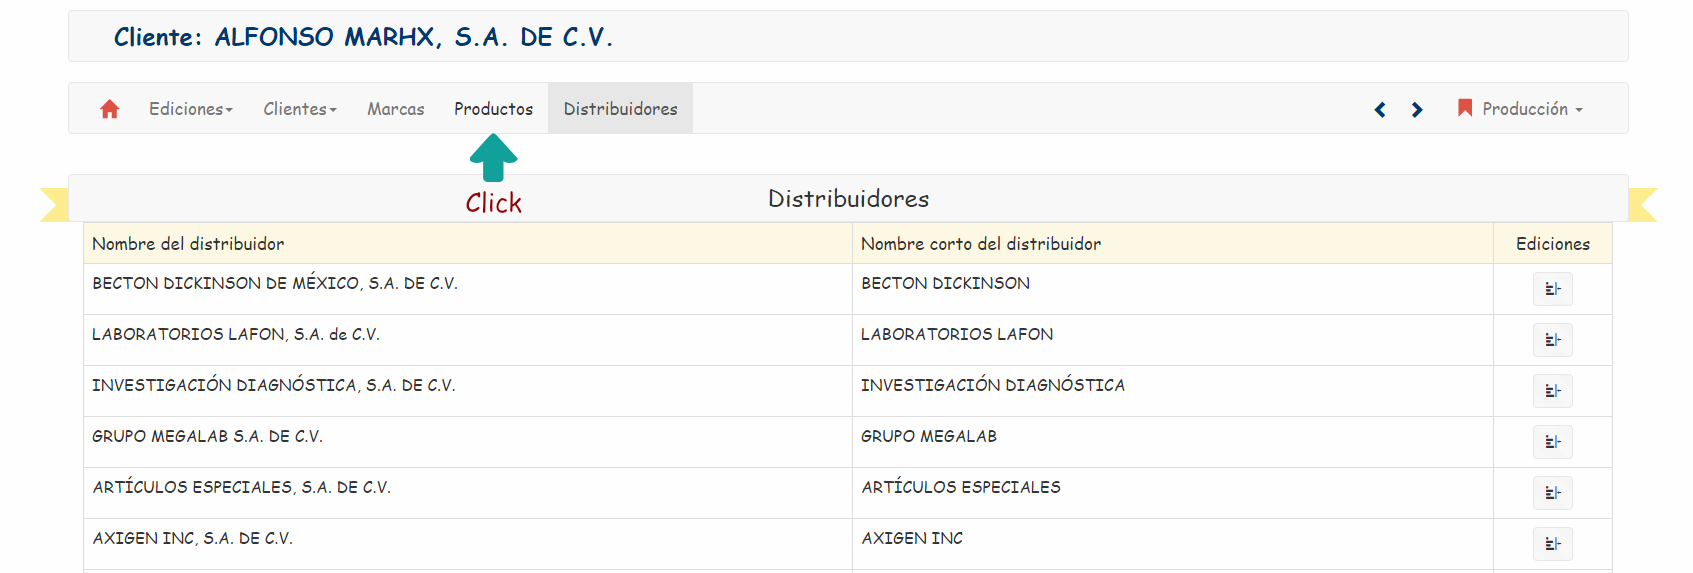 Cliente: ALFONSO MARHX, S.A. DE C.V.
Ediciones Clientes Marcas Productos Distribuidores Producción
Click
Distribuidores
Nombre del distribuidor Nombre corto del distribuidor Ediciones
BECTON DICKINSON DE MÉXICO, S.A. DE C.V. BECTON DICKINSON
LABORATORIOS LAFON, S.A. de C.V. LABORATORIOS LAFON
INVESTIGACIÓN DIAGNÓSTICA, S.A. DE C.V. INVESTIGACIÓN DIAGNÓSTICA
GRUPO MEGALAB S.A. DE C.V. GRUPO MEGALAB
ARTÍCULOS ESPECIALES, S.A. DE C.V. ARTÍCULOS ESPECIALES
AXIGEN INC, S.A. DE C.V. AXIGEN INC